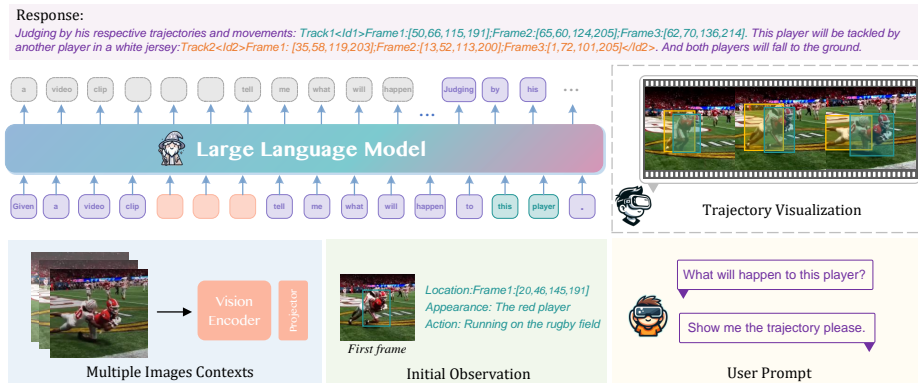 Response:
Judging by his respective trajectories and movements: Track1<Id1>Frame1:[50,66,115,191];Frame2:[65,60,124,205];Frame3:[62,70,136,214]. This player will be tackled by
another player in a white jersey:Track2<Id2>Frame1: [35,58,119,203];Frame2:[13,52,113,200];Frame3:[1,72,101,205]</Id2>. And both players will fall to the ground.
a video clip tell me what will happen Judging by his ...
...
Large Language Model
Given a video clip tell me what will happen to this player .
Trajectory Visualization
Vision
Encoder
Projector
Multiple Images Contexts
Location:Frame1:[20,46,145,191]
Appearance: The red player
Action: Running on the rugby field
First frame
Initial Observation
What will happen to this player?
Show me the trajectory please.
User Prompt